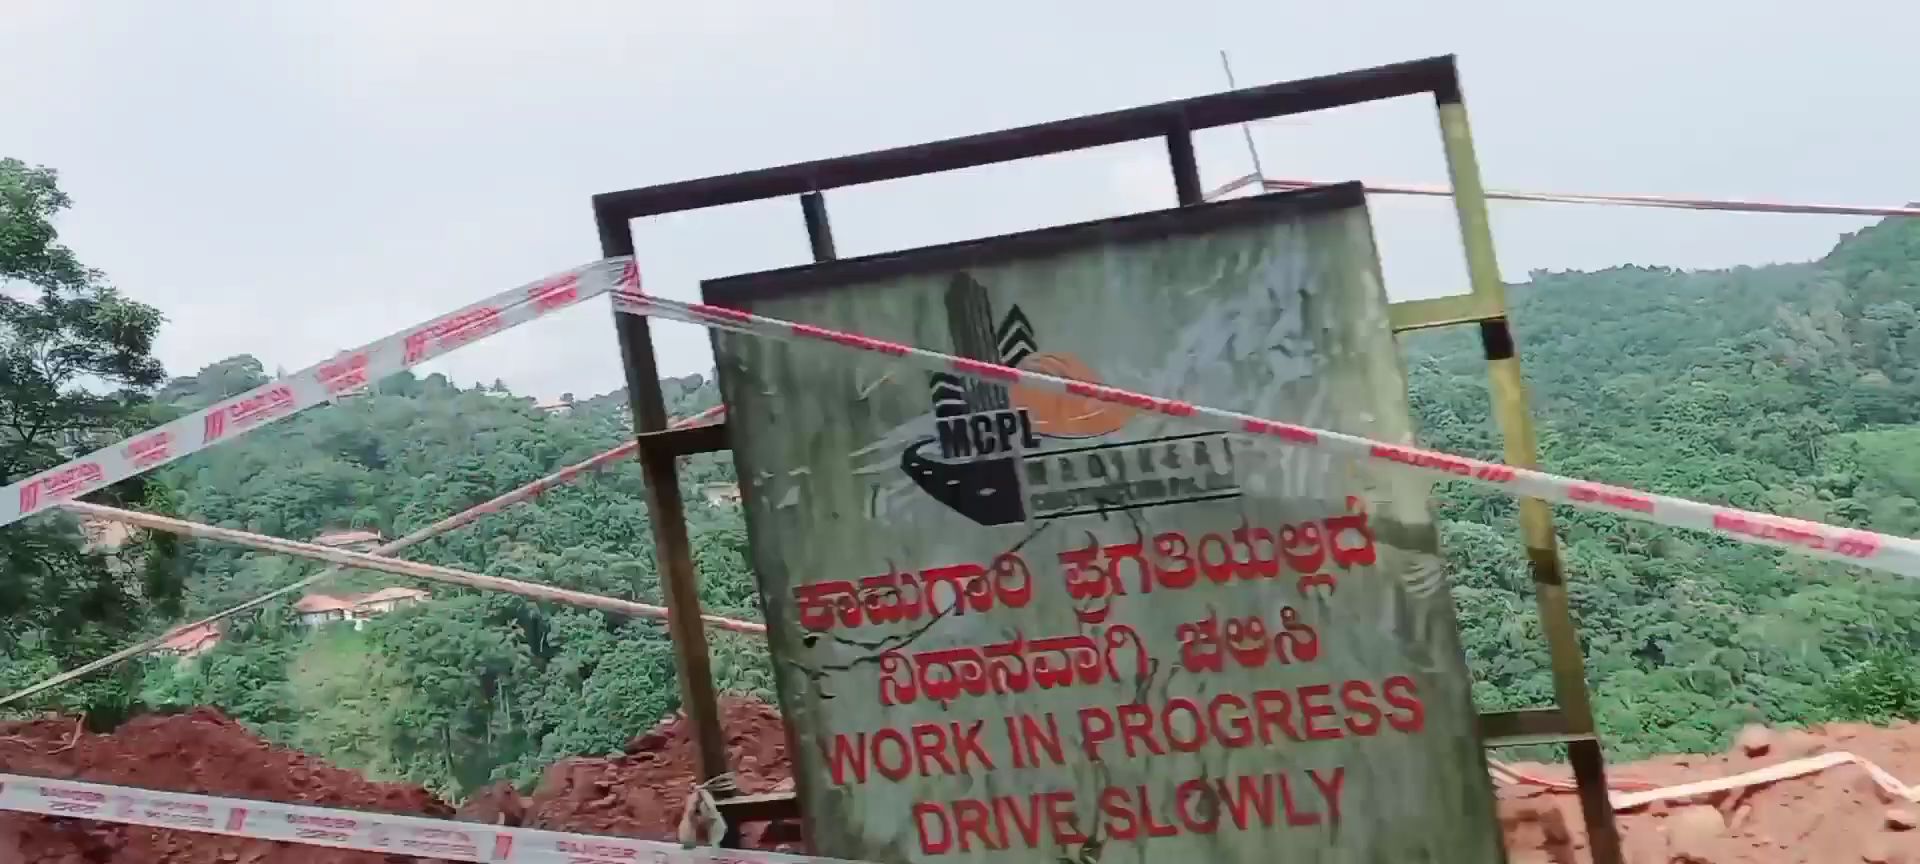 MCPL
ಕಾಮಗಾರಿ ಪ್ರಗತಿಯಲ್ಲಿದೆ
ನಿಧಾನವಾಗಿ ಚಲಿಸಿ
WORK IN PROGRESS
DRIVE SLOWLY